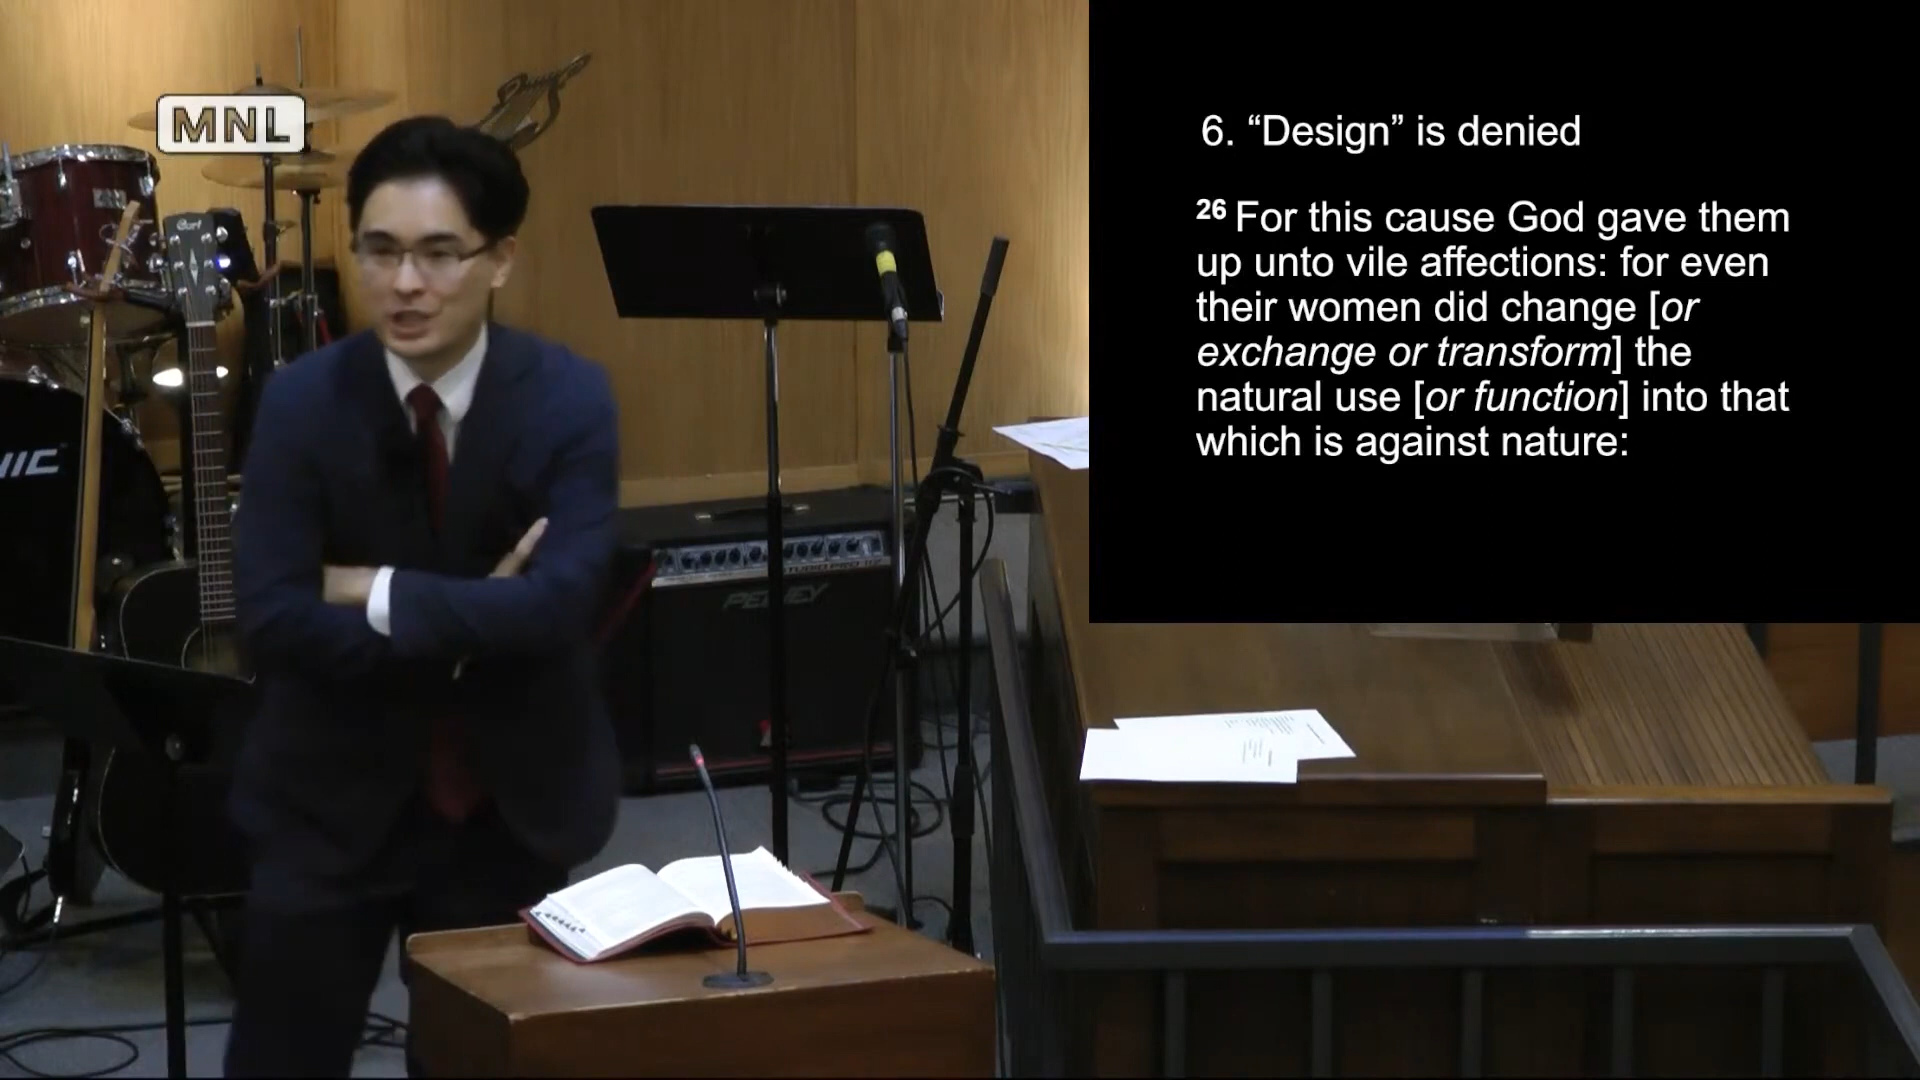 MNL
6. “Design” is denied
26 For this cause God gave them
up unto vile affections: for even
their women did change [or
exchange or transform] the
natural use [or function] into that
which is against nature:
Cort
NIC
PEAVEY